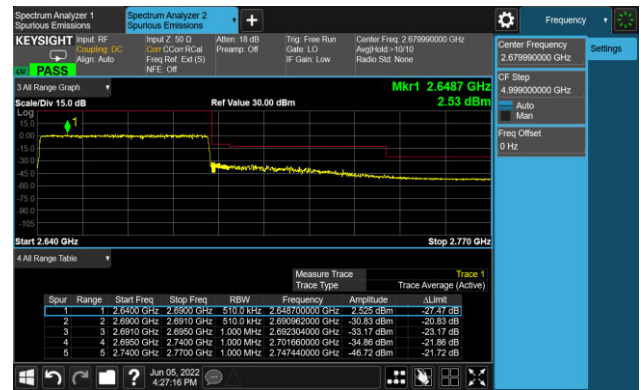 Spectrum Analyzer 1
Spurious Emissions
Spectrum Analyzer 2
Spurious Emissions
Frequency
KEYSIGHT
Input: RF
Coupling: DC
Align: Auto
Input Z: 50 Ω
Corr CCorr RCal
Freq Ref: Ext (S)
NFE: Off
Atten: 18 dB
Preamp: Off
Trig: Free Run
Gate: LO
IF Gain: Low
Center Freq: 2.679990000 GHz
Avg|Hold:>10/10
Radio Std: None
PASS
Center Frequency
2.679990000 GHz
Settings
CF Step
4.999000000 GHz
Auto
Man
Freq Offset
0 Hz
3 All Range Graph
Mkr1 2.6487 GHz
2.53 dBm
Scale/Div 15.0 dB
Ref Value 30.00 dBm
Log
15.0
0.00
-15.0
-30.0
-45.0
-60.0
-75.0
-90.0
-105
1
Start 2.640 GHz
Stop 2.770 GHz
4 All Range Table
Measure Trace Trace 1
Trace Type Trace Average (Active)
Spur Range Start Freq Stop Freq RBW Frequency Amplitude ΔLimit
1 1 2.6400 GHz 2.6900 GHz 510.0 kHz 2.648700000 GHz 2.525 dBm -27.47 dB
2 2 2.6900 GHz 2.6910 GHz 510.0 kHz 2.690962000 GHz -30.83 dBm -20.83 dB
3 3 2.6910 GHz 2.6950 GHz 1.000 MHz 2.692304000 GHz -33.17 dBm -23.17 dB
4 4 2.6950 GHz 2.7400 GHz 1.000 MHz 2.701660000 GHz -34.86 dBm -21.86 dB
5 5 2.7400 GHz 2.7700 GHz 1.000 MHz 2.747440000 GHz -46.72 dBm -21.72 dB
Jun 05, 2022
4:27:16 PM